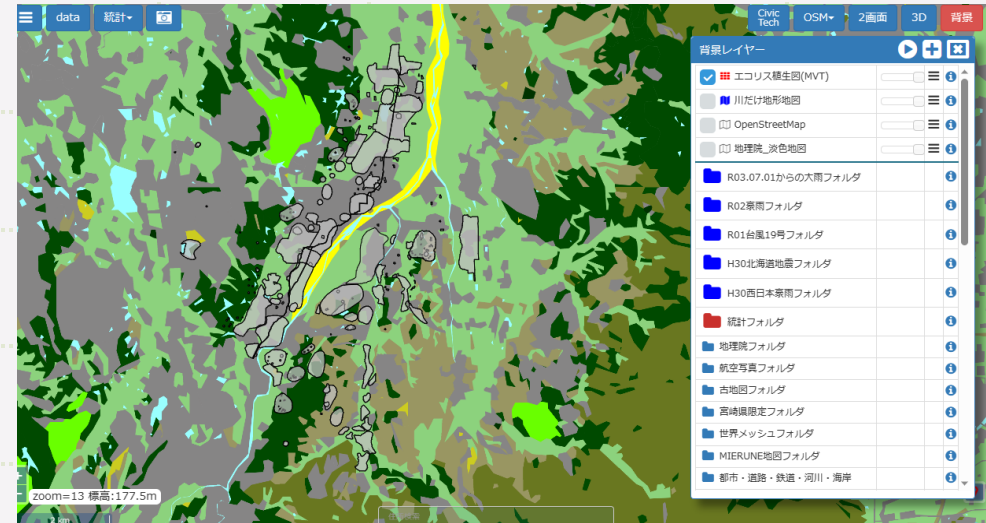 data
統計▾
Civic Tech
OSM▾
2画面
3D
背景
背景レイヤー
エコリス植生図(MVT)
川だけ地形地図
OpenStreetMap
地理院_淡色地図
R03.07.01からの大雨フォルダ
R02豪雨フォルダ
R01台風19号フォルダ
H30北海道地震フォルダ
H30西日本豪雨フォルダ
統計フォルダ
地理院フォルダ
航空写真フォルダ
古地図フォルダ
宮崎県限定フォルダ
世界メッシュフォルダ
MIERUNE地図フォルダ
都市・道路・鉄道・河川・海岸
zoom=13 標高:177.5m
2 km